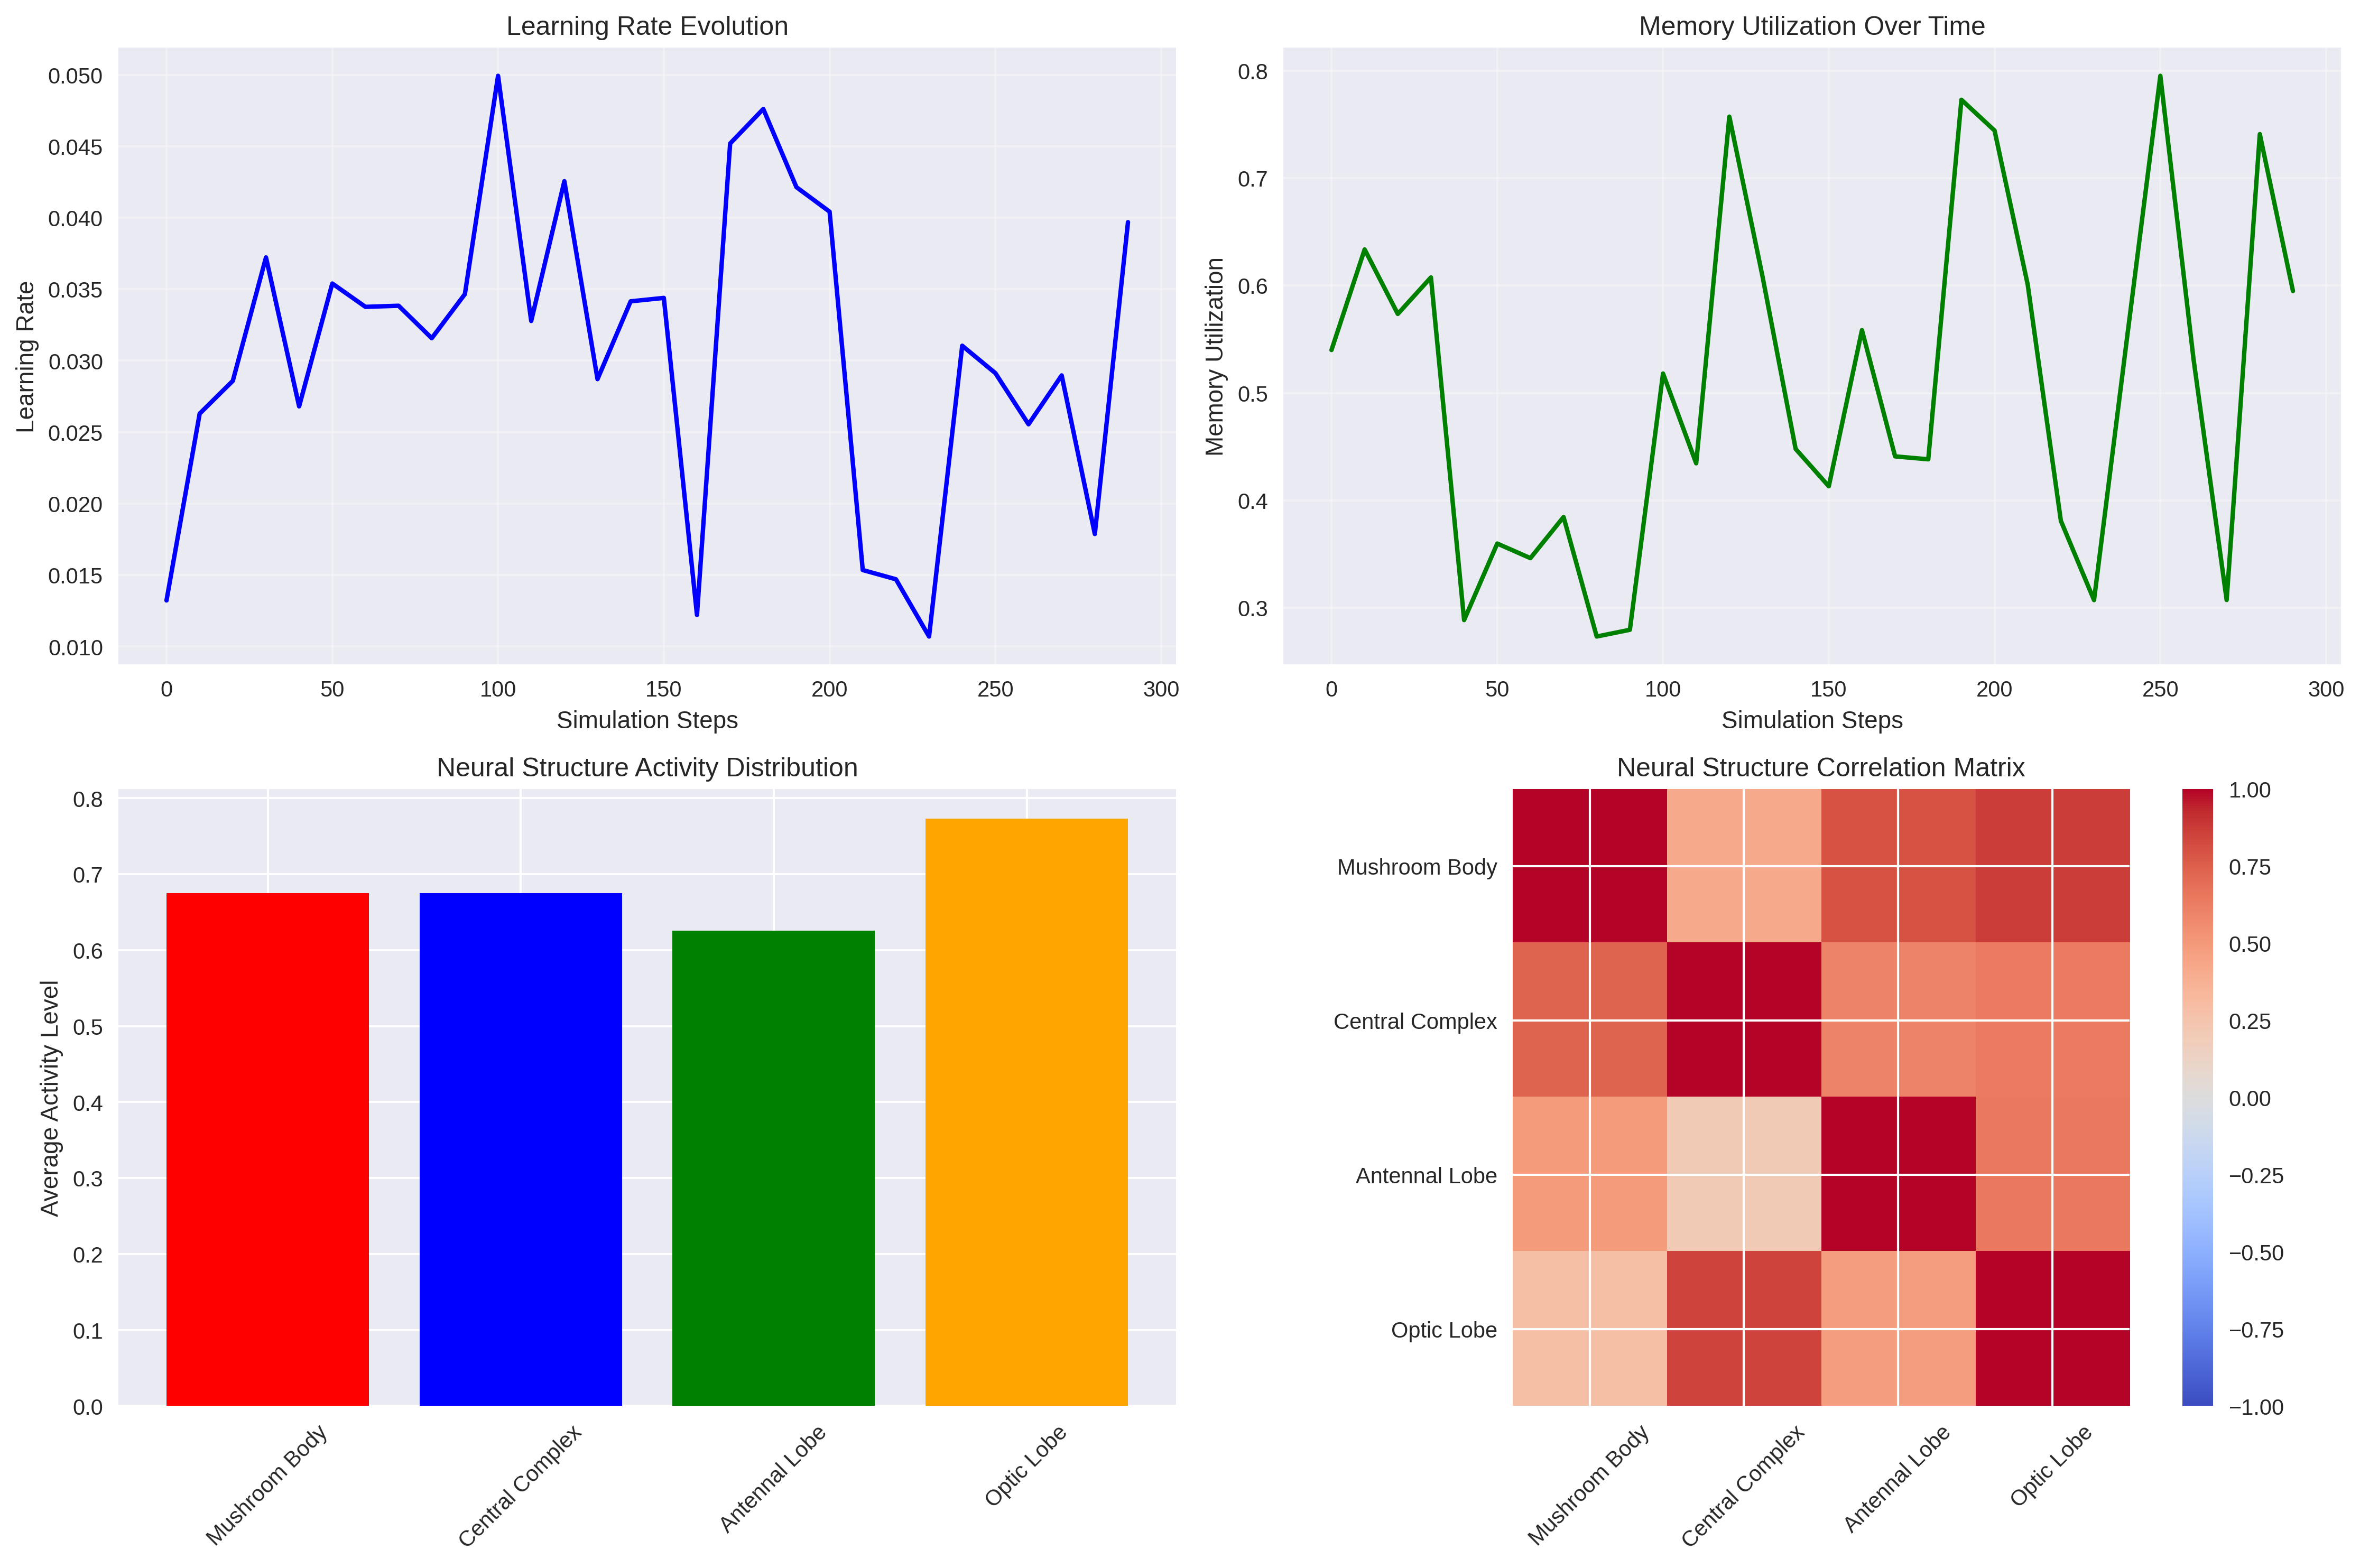 Learning Rate Evolution
0.050
0.045
0.040
0.035
0.030
0.025
0.020
0.015
0.010
Learning Rate
0 50 100 150 200 250 300
Simulation Steps
Memory Utilization Over Time
0.8
0.7
0.6
0.5
0.4
0.3
Memory Utilization
0 50 100 150 200 250 300
Simulation Steps
Neural Structure Activity Distribution
0.8
0.7
0.6
0.5
0.4
0.3
0.2
0.1
0.0
Average Activity Level
Mushroom Body
Central Complex
Antennal Lobe
Optic Lobe
Neural Structure Correlation Matrix
Mushroom Body
Central Complex
Antennal Lobe
Optic Lobe
Mushroom Body
Central Complex
Antennal Lobe
Optic Lobe
1.00
0.75
0.50
0.25
0.00
−0.25
−0.50
−0.75
−1.00